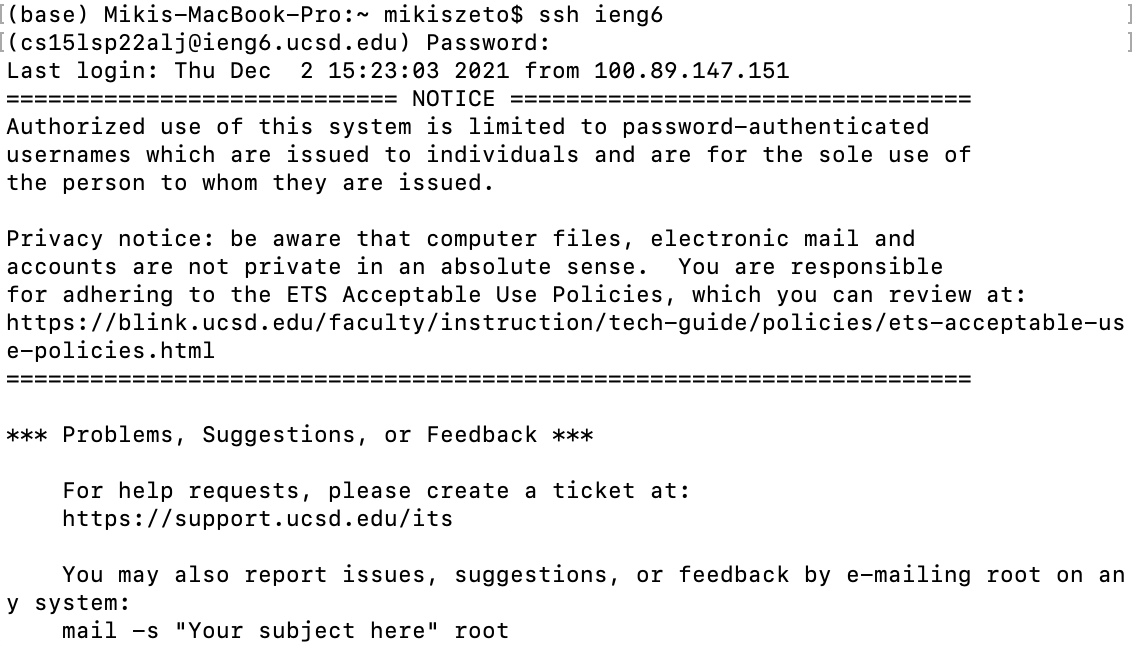 [(base) Mikis-MacBook-Pro:~ mikiszeto$ ssh ieng6 ]
[(cs15lsp22alj@ieng6.ucsd.edu) Password: ]
Last login: Thu Dec  2 15:23:03 2021 from 100.89.147.151
============================ NOTICE =================================
Authorized use of this system is limited to password-authenticated
usernames which are issued to individuals and are for the sole use of
the person to whom they are issued.

Privacy notice: be aware that computer files, electronic mail and
accounts are not private in an absolute sense.  You are responsible
for adhering to the ETS Acceptable Use Policies, which you can review at:
https://blink.ucsd.edu/faculty/instruction/tech-guide/policies/ets-acceptable-us
e-policies.html
=====================================================================

*** Problems, Suggestions, or Feedback ***

    For help requests, please create a ticket at:
    https://support.ucsd.edu/its

    You may also report issues, suggestions, or feedback by e-mailing root on an
y system:
    mail -s "Your subject here" root